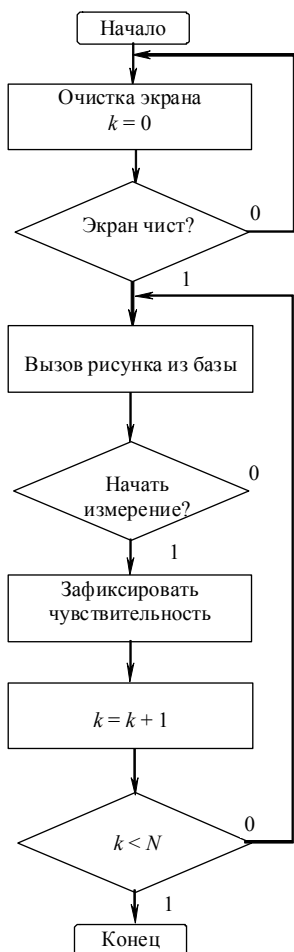 Начало
Очистка экрана
k = 0
Экран чист?
0
1
Вызов рисунка из базы
Начать
измерение?
0
1
Зафиксировать
чувствительность
k = k + 1
k < N
0
1
Конец